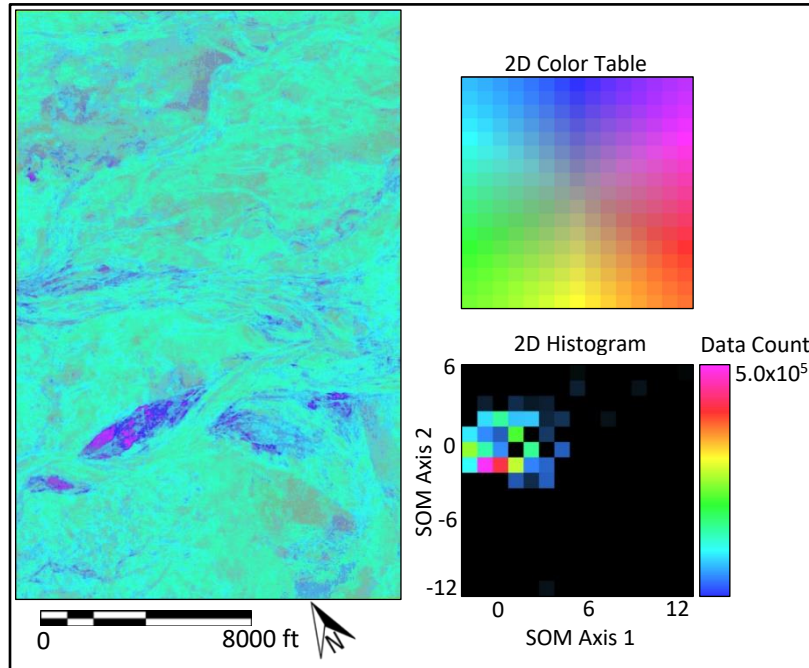 2D Color Table
2D Histogram
Data Count
5.0x10⁵
6
0
-6
-12
SOM Axis 2
0
6
12
SOM Axis 1
0
8000 ft
N